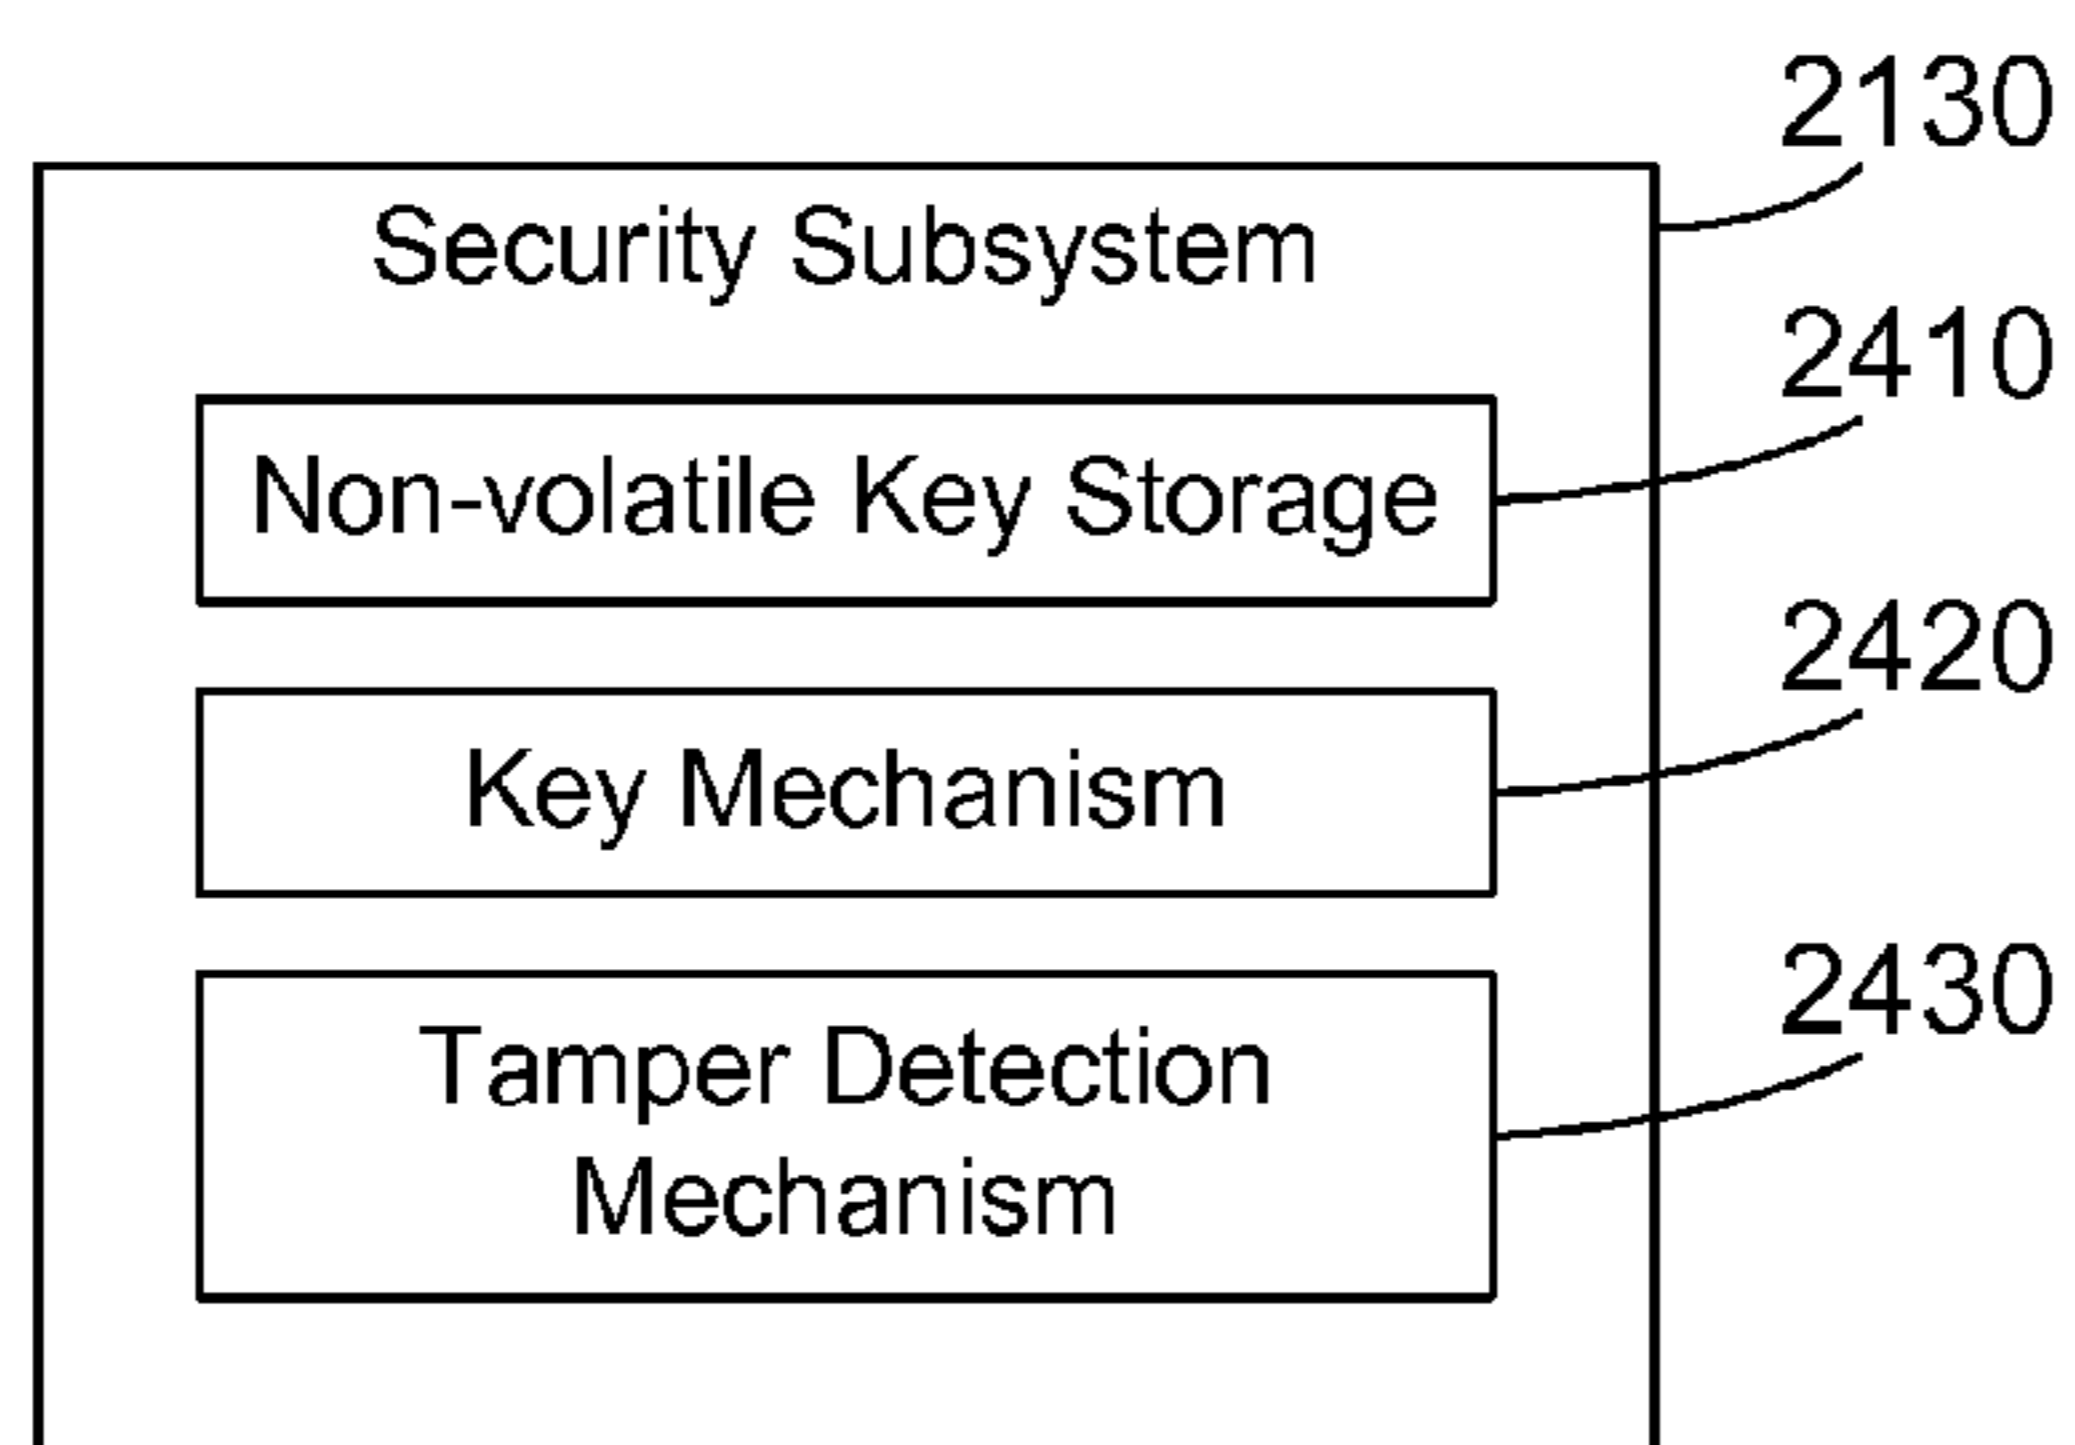 2130
Security Subsystem
2410
Non-volatile Key Storage
2420
Key Mechanism
2430
Tamper Detection
Mechanism